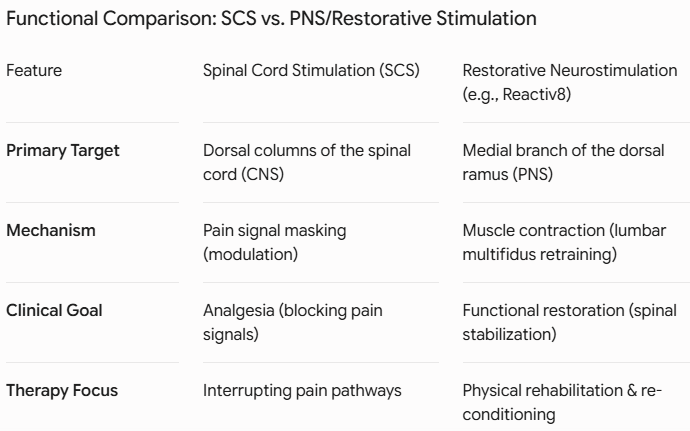 Functional Comparison: SCS vs. PNS/Restorative Stimulation
Feature
Spinal Cord Stimulation (SCS)
Restorative Neurostimulation
(e.g., Reactiv8)
Primary Target
Dorsal columns of the spinal
cord (CNS)
Medial branch of the dorsal
ramus (PNS)
Mechanism
Pain signal masking
(modulation)
Muscle contraction (lumbar
multifidus retraining)
Clinical Goal
Analgesia (blocking pain
signals)
Functional restoration (spinal
stabilization)
Therapy Focus
Interrupting pain pathways
Physical rehabilitation & re-
conditioning